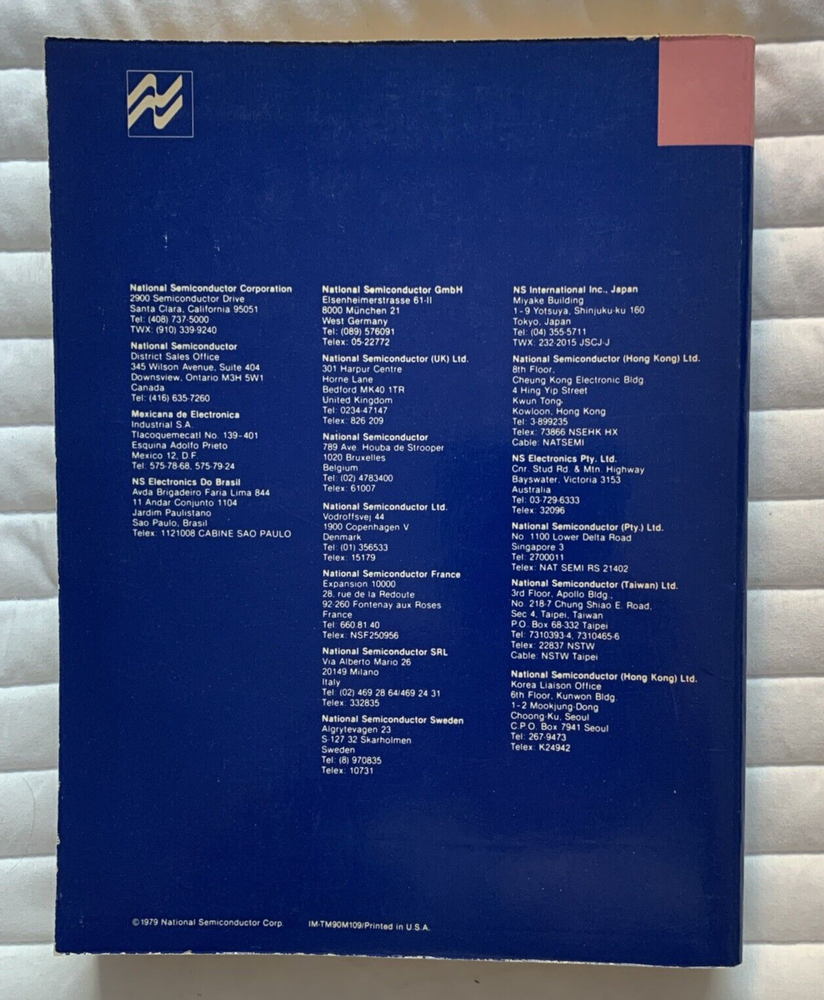 National Semiconductor Corporation
2900 Semiconductor Drive
Santa Clara, California 95051
Tel: (408) 737-5000
TWX: (910) 339-9240
National Semiconductor
District Sales Office
345 Wilson Avenue, Suite 404
Downsview, Ontario M3H 5W1
Canada
Tel: (416) 635-7260
Mexicana de Electronica
Industrial S.A.
Tlacoquemecatl No. 139-401
Esquina Adolfo Prieto
Mexico 12, D.F.
Tel: 575-78-68, 575-79-24
NS Electronics Do Brasil
Avda Brigadeiro Faria Lima 844
11 Andar Conjunto 1104
Jardim Paulistano
Sao Paulo, Brasil
Telex: 1121008 CABINE SAO PAULO
National Semiconductor GmbH
Elsenheimerstrasse 61-II
8000 München 21
West Germany
Tel: (089) 576091
Telex: 05-22772
National Semiconductor (UK) Ltd.
301 Harpur Centre
Horne Lane
Bedford MK40 1TR
United Kingdom
Tel: 0234-47147
Telex: 826 209
National Semiconductor
789 Ave. Houba de Strooper
1020 Bruxelles
Belgium
Tel: (02) 4783400
Telex: 61007
National Semiconductor Ltd.
Vodroffsvej 44
1900 Copenhagen V
Denmark
Tel: (01) 356533
Telex: 15179
National Semiconductor France
Expansion 10000
28, rue de la Redoute
92-260 Fontenay aux Roses
France
Tel: 660.81.40
Telex: NSF250956
National Semiconductor SRL
Via Alberto Mario 26
20149 Milano
Italy
Tel: (02) 469 28 64/469 24 31
Telex: 332835
National Semiconductor Sweden
Algrytevagen 23
S-127 32 Skarholmen
Sweden
Tel: (8) 970835
Telex: 10731
NS International Inc., Japan
Miyake Building
1-9 Yotsuya, Shinjuku-ku 160
Tokyo, Japan
Tel: (04) 355-5711
TWX: 232-2015 JSCJ-J
National Semiconductor (Hong Kong) Ltd.
8th Floor,
Cheung Kong Electronic Bldg.
4 Hing Yip Street
Kwun Tong,
Kowloon, Hong Kong
Tel: 3-899235
Telex: 73866 NSEHK HX
Cable: NATSEMI
NS Electronics Pty. Ltd.
Cnr. Stud Rd. & Mtn. Highway
Bayswater, Victoria 3153
Australia
Tel: 03-729-6333
Telex: 32096
National Semiconductor (Pty.) Ltd.
No. 1100 Lower Delta Road
Singapore 3
Tel: 2700011
Telex: NAT SEMI RS 21402
National Semiconductor (Taiwan) Ltd.
3rd Floor, Apollo Bldg.,
No. 218-7 Chung Shiao E. Road,
Sec 4, Taipei, Taiwan
P.O. Box 68-332 Taipei
Tel: 7310393-4, 7310465-6
Telex: 22837 NSTW
Cable: NSTW Taipei
National Semiconductor (Hong Kong) Ltd.
Korea Liaison Office
6th Floor, Kunwon Bldg.
1-2 Mookjung-Dong
Choong-Ku, Seoul
C.P.O. Box 7941 Seoul
Tel: 267-9473
Telex: K24942
©1979 National Semiconductor Corp. IM-TM90M109/Printed in U.S.A.